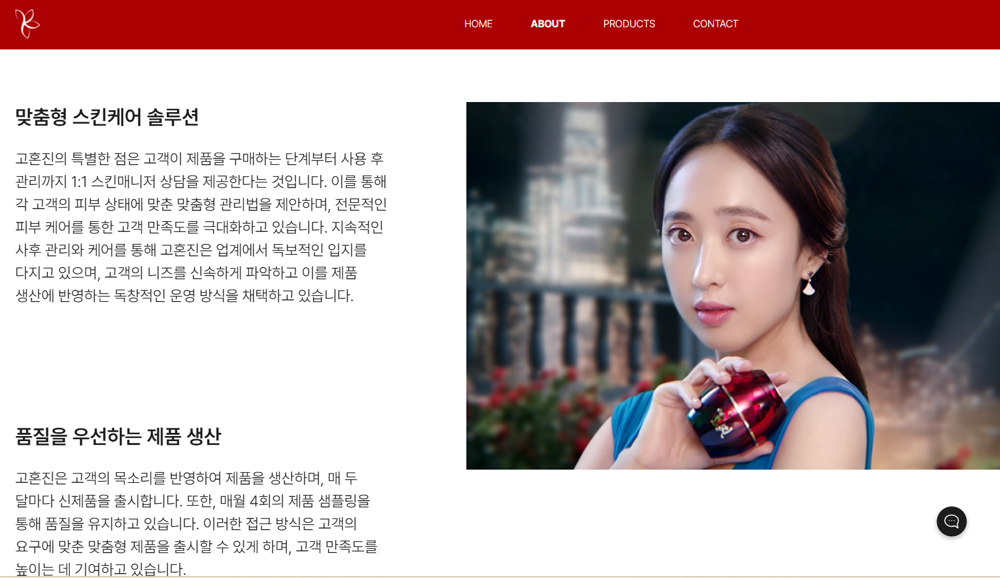 HOME ABOUT PRODUCTS CONTACT
맞춤형 스킨케어 솔루션
고혼진의 특별한 점은 고객이 제품을 구매하는 단계부터 사용 후
관리까지 1:1 스킨매니저 상담을 제공한다는 것입니다. 이를 통해
각 고객의 피부 상태에 맞춘 맞춤형 관리법을 제안하며, 전문적인
피부 케어를 통한 고객 만족도를 극대화하고 있습니다. 지속적인
사후 관리와 케어를 통해 고혼진은 업계에서 독보적인 입지를
다지고 있으며, 고객의 니즈를 신속하게 파악하고 이를 제품
생산에 반영하는 독창적인 운영 방식을 채택하고 있습니다.
품질을 우선하는 제품 생산
고혼진은 고객의 목소리를 반영하여 제품을 생산하며, 매 두
달마다 신제품을 출시합니다. 또한, 매월 4회의 제품 샘플링을
통해 품질을 유지하고 있습니다. 이러한 접근 방식은 고객의
요구에 맞춘 맞춤형 제품을 출시할 수 있게 하며, 고객 만족도를
높이는 데 기여하고 있습니다.